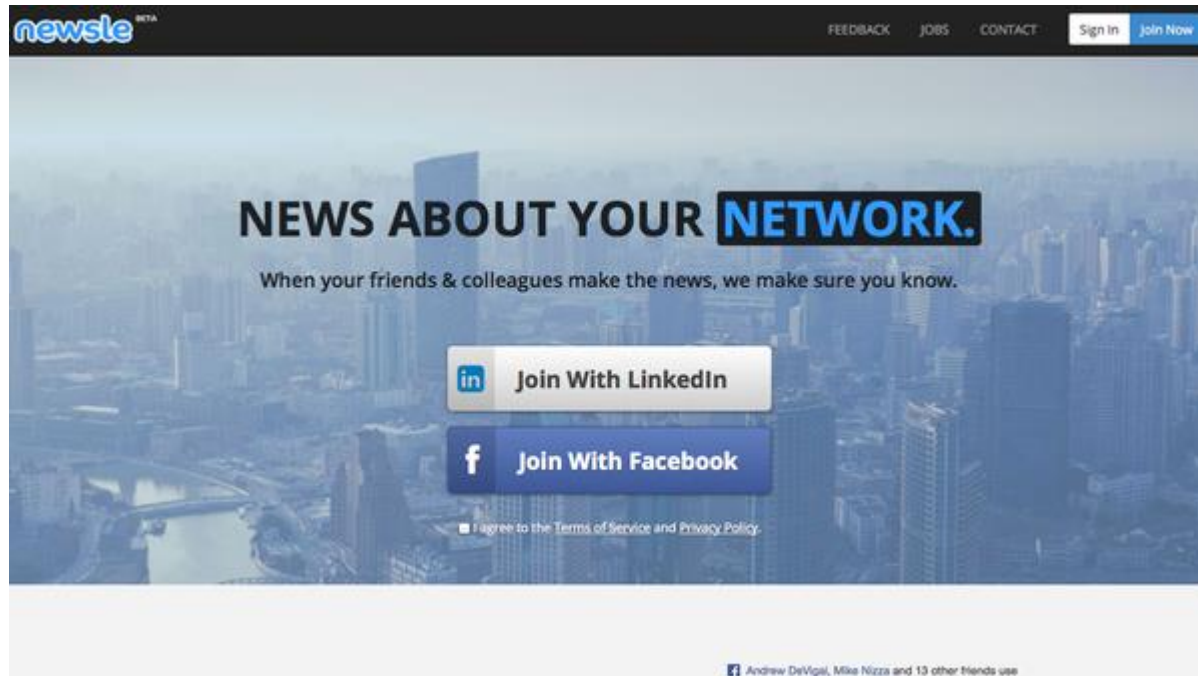 newsle BETA
FEEDBACK JOBS CONTACT Sign In Join Now
NEWS ABOUT YOUR NETWORK.
When your friends & colleagues make the news, we make sure you know.
in Join With LinkedIn
f Join With Facebook
I agree to the Terms of Service and Privacy Policy.
f Andrew DeVigal, Mike Nizza and 13 other friends use